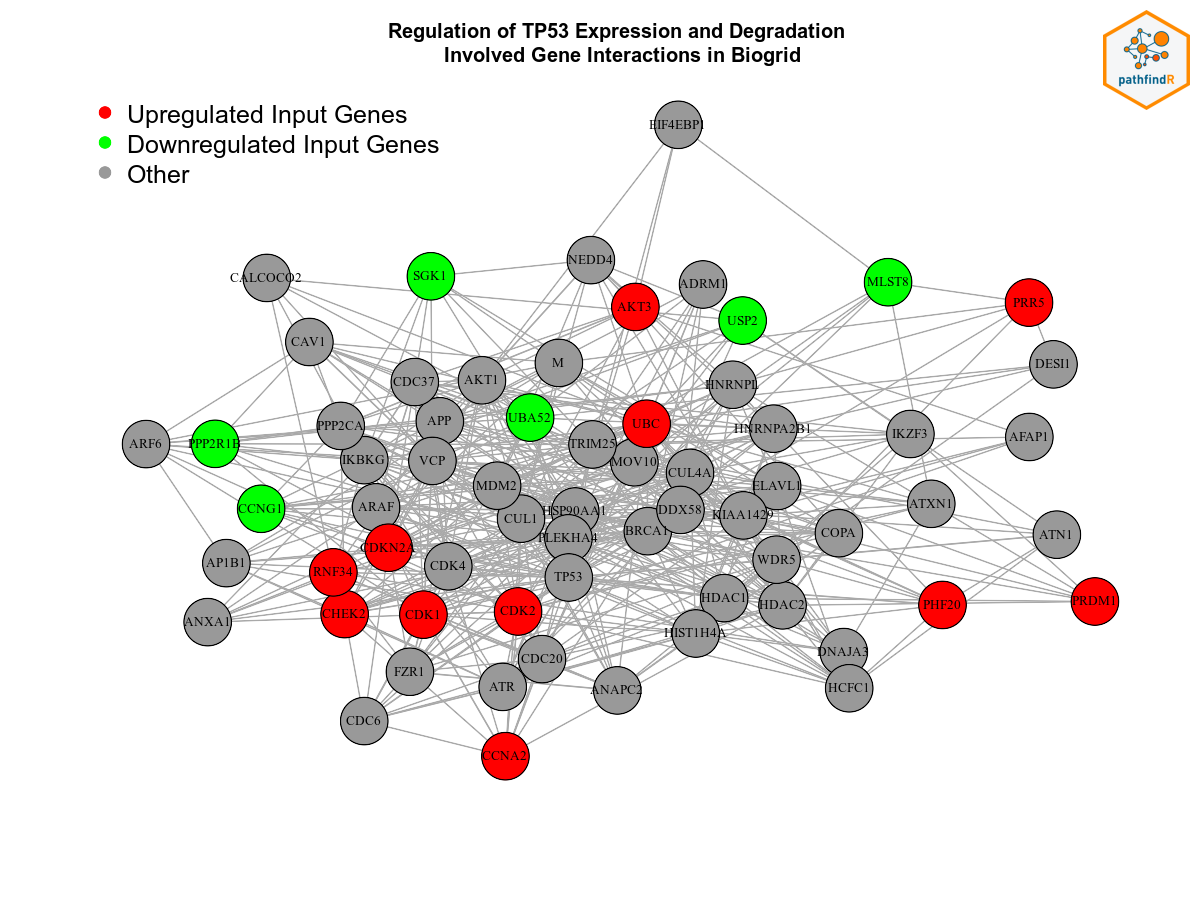 Regulation of TP53 Expression and Degradation
Involved Gene Interactions in Biogrid
pathfindR
Upregulated Input Genes
Downregulated Input Genes
Other
EIF4EBP1
NEDD4
CALCOCO2
SGK1
ADRM1
MLST8
PRR5
AKT3
USP2
CAV1
M
DESI1
CDC37
AKT1
HNRNPL
APP
UBA52
UBC
PPP2CA
HNRNPA2B1
IKZF3
AFAP1
ARF6
PPP2R1B
TRIM25
IKBKG
VCP
MOV10
CUL4A
MDM2
ELAVL1
CCNG1
ARAF
HSP90AA1
DDX58
KIAA1429
ATXN1
CUL1
BRCA1
COPA
ATN1
PLEKHA4
CDKN2A
AP1B1
RNF34
CDK4
TP53
WDR5
HDAC1
HDAC2
PHF20
PRDM1
ANXA1
CHEK2
CDK1
CDK2
HIST1H4A
DNAJA3
CDC20
FZR1
ATR
ANAPC2
HCFC1
CDC6
CCNA2